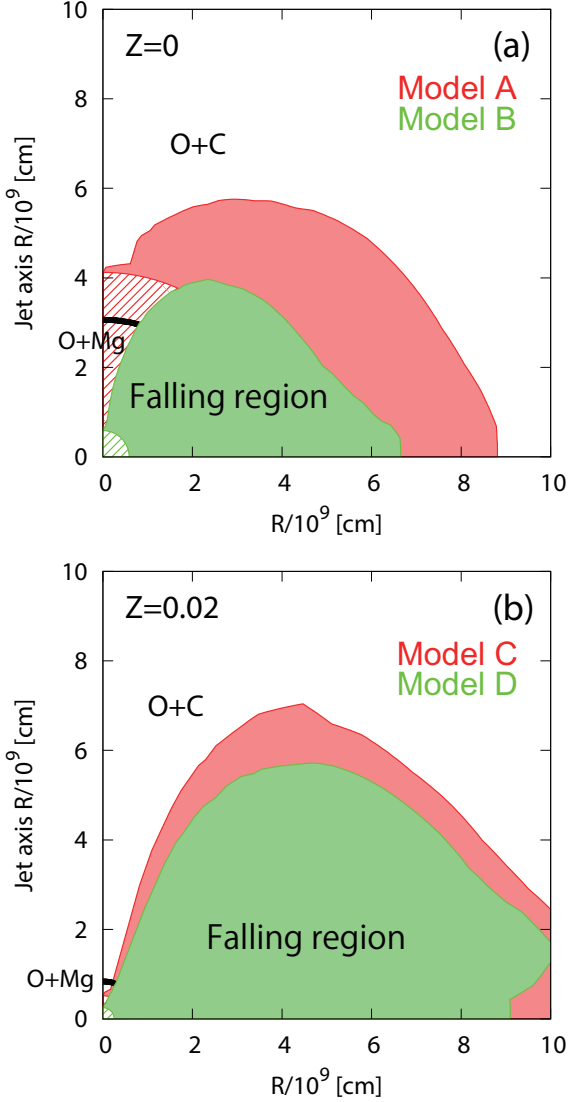 10
Z=0
(a)
Model A
Model B
8
O+C
6
4
O+Mg
2
Falling region
0
0 2 4 6 8 10
Jet axis R/10^9 [cm]
R/10^9 [cm]
10
Z=0.02
(b)
Model C
Model D
8
O+C
6
4
2
Falling region
O+Mg
0
0 2 4 6 8 10
Jet axis R/10^9 [cm]
R/10^9 [cm]